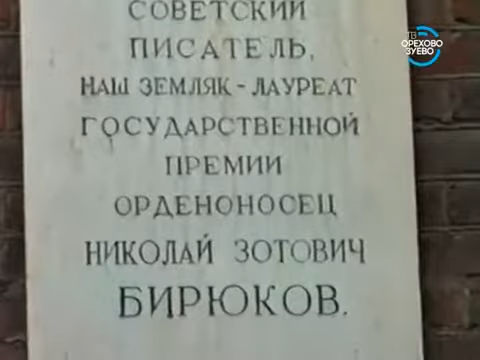 СОВЕТСКИЙ
ПИСАТЕЛЬ,
НАШ ЗЕМЛЯК - ЛАУРЕАТ
ГОСУДАРСТВЕННОЙ
ПРЕМИИ
ОРДЕНОНОСЕЦ
НИКОЛАЙ ЗОТОВИЧ
БИРЮКОВ.
ТВ
ОРЕХОВО
ЗУЕВО